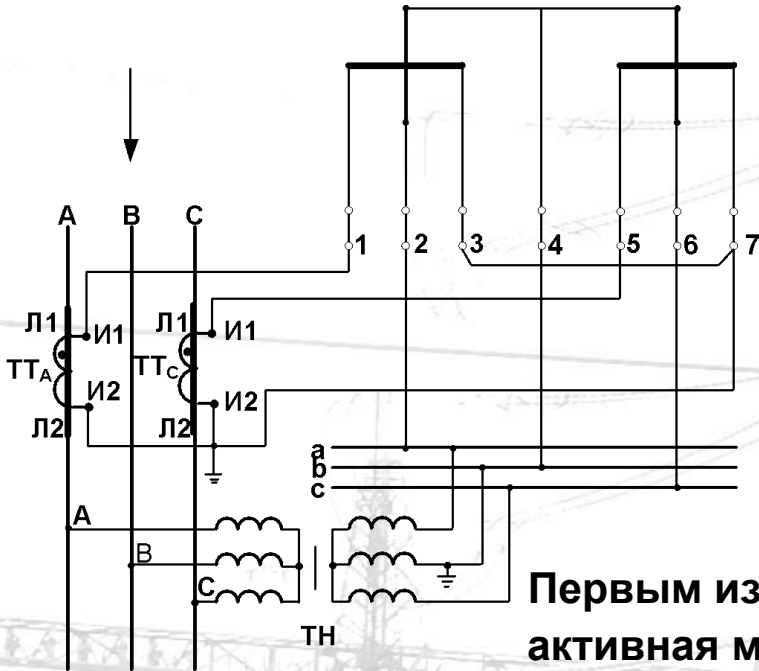 A B C
1 2 3 4 5 6 7
Л1 И1 Л1 И1
ТТА ТТС
И2 И2
Л2 Л2
a
b
c
A
B
C
ТН
Первым из
активная м